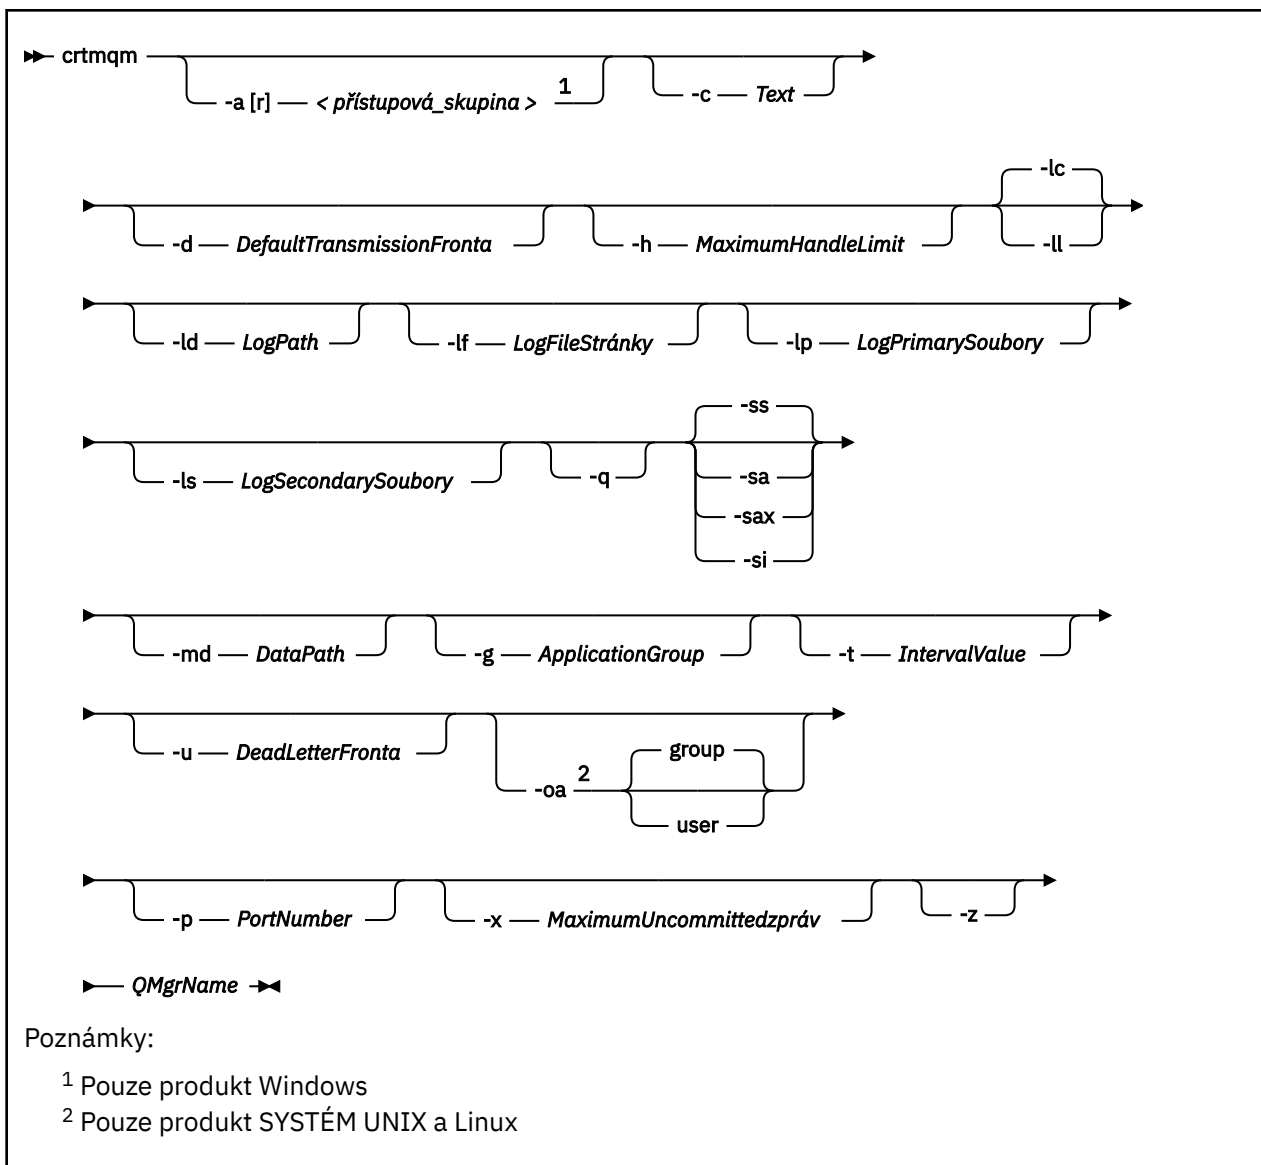 crtmqm
-a [r] < přístupová_skupina > 1
-c Text
-d DefaultTransmissionFronta
-h MaximumHandleLimit
-lc
-ll
-ld LogPath
-lf LogFileStránky
-lp LogPrimarySoubory
-ls LogSecondarySoubory
-q
-ss
-sa
-sax
-si
-md DataPath
-g ApplicationGroup
-t IntervalValue
-u DeadLetterFronta
-oa 2
group
user
-p PortNumber
-x MaximumUncommittedzpráv
-z
QMgrName
Poznámky:
1 Pouze produkt Windows
2 Pouze produkt SYSTÉM UNIX a Linux